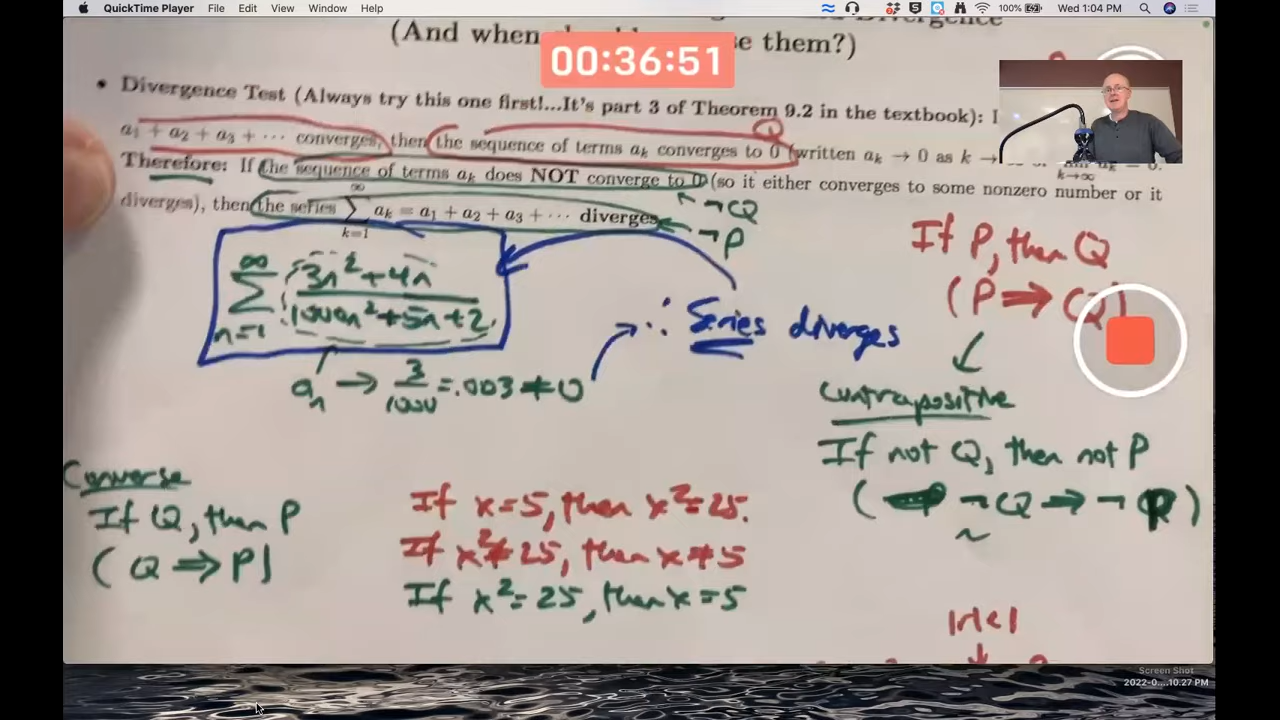 QuickTime Player File Edit View Window Help 100% Wed 1:04 PM
(And when se them?)
00:36:51
• Divergence Test (Always try this one first!...It's part 3 of Theorem 9.2 in the textbook): I
Q
a₁ + a₂ + a₃ + ⋯ converges, then the sequence of terms aₖ converges to 0 (written aₖ → 0 as k →
Therefore: If the sequence of terms aₖ does NOT converge to 0 (so it either converges to some nonzero number or it
diverges), then the series ∑_{k=1}^{∞} aₖ = a₁ + a₂ + a₃ + ⋯ diverges.
¬Q
¬P
∑_{n=1}^{∞} (3n²+4n)/(1000n²+5n+2)
∴ Series diverges
aₙ → 3/1000 = .003 ≠ 0
If P, then Q
(P ⇒ Q)
Contrapositive
If not Q, then not P
( ¬Q ⇒ ¬P )
Converse
If Q, then P
(Q ⇒ P)
If x=5, then x²=25.
If x²≠25, then x≠5
If x²=25, then x=5
|r|<1
Screen Shot
2022-0....10.27 PM